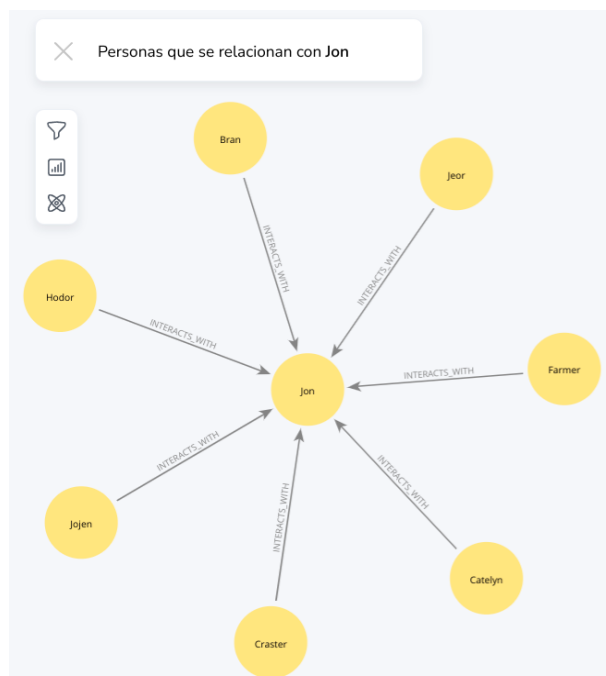 Personas que se relacionan con Jon
Bran
Jeor
INTERACTS_WITH
INTERACTS_WITH
Hodor
INTERACTS_WITH
Farmer
INTERACTS_WITH
Jon
INTERACTS_WITH
INTERACTS_WITH
INTERACTS_WITH
Jojen
Catelyn
Craster